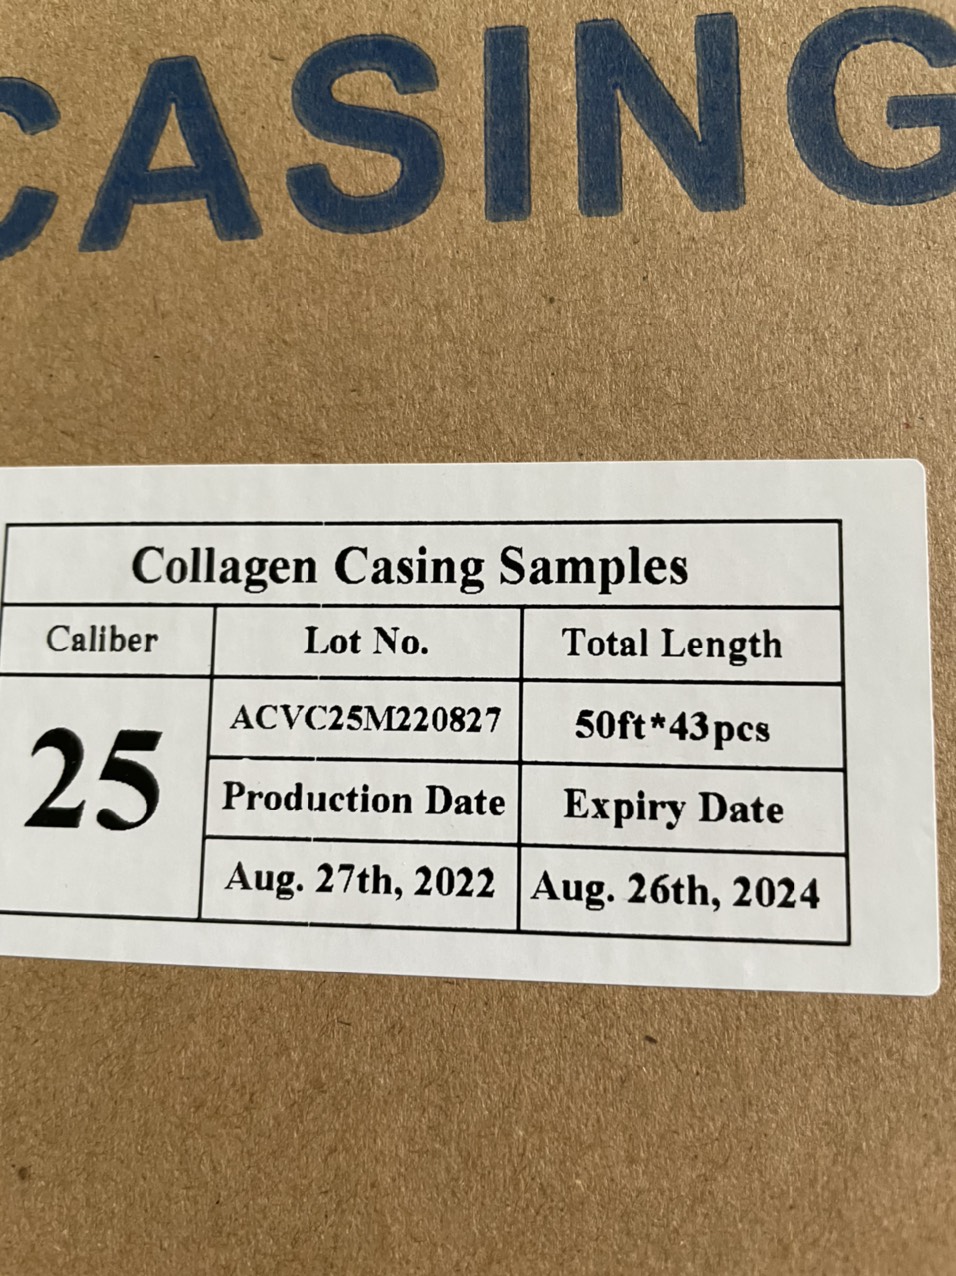 CASING
Collagen Casing Samples
Caliber
Lot No.
Total Length
25
ACVC25M220827
50ft*43pcs
Production Date
Expiry Date
Aug. 27th, 2022
Aug. 26th, 2024